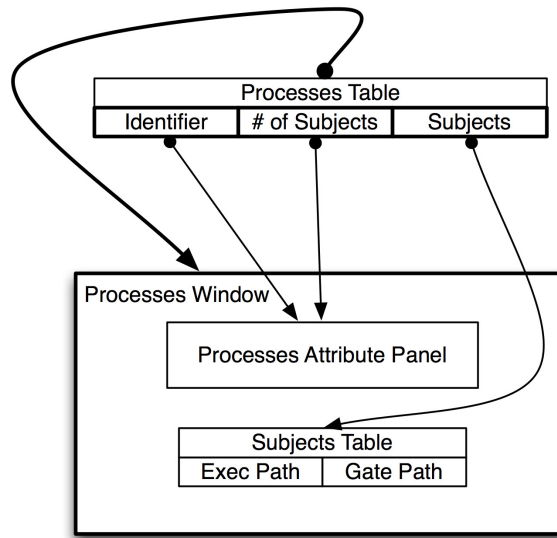 Processes Table
Identifier # of Subjects Subjects
Processes Window
Processes Attribute Panel
Subjects Table
Exec Path Gate Path